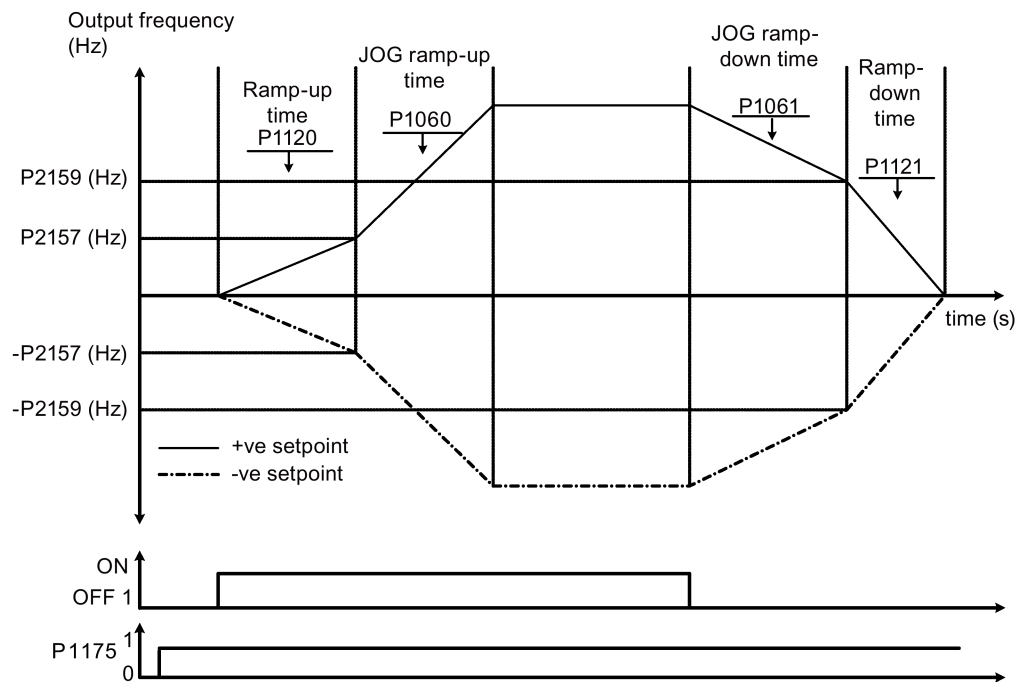 Output frequency
(Hz)
Ramp-up
time
P1120
JOG ramp-up
time
P1060
JOG ramp-
down time
P1061
Ramp-
down
time
P1121
P2159 (Hz)
P2157 (Hz)
time (s)
-P2157 (Hz)
-P2159 (Hz)
+ve setpoint
-ve setpoint
ON
OFF 1
P1175 1
0